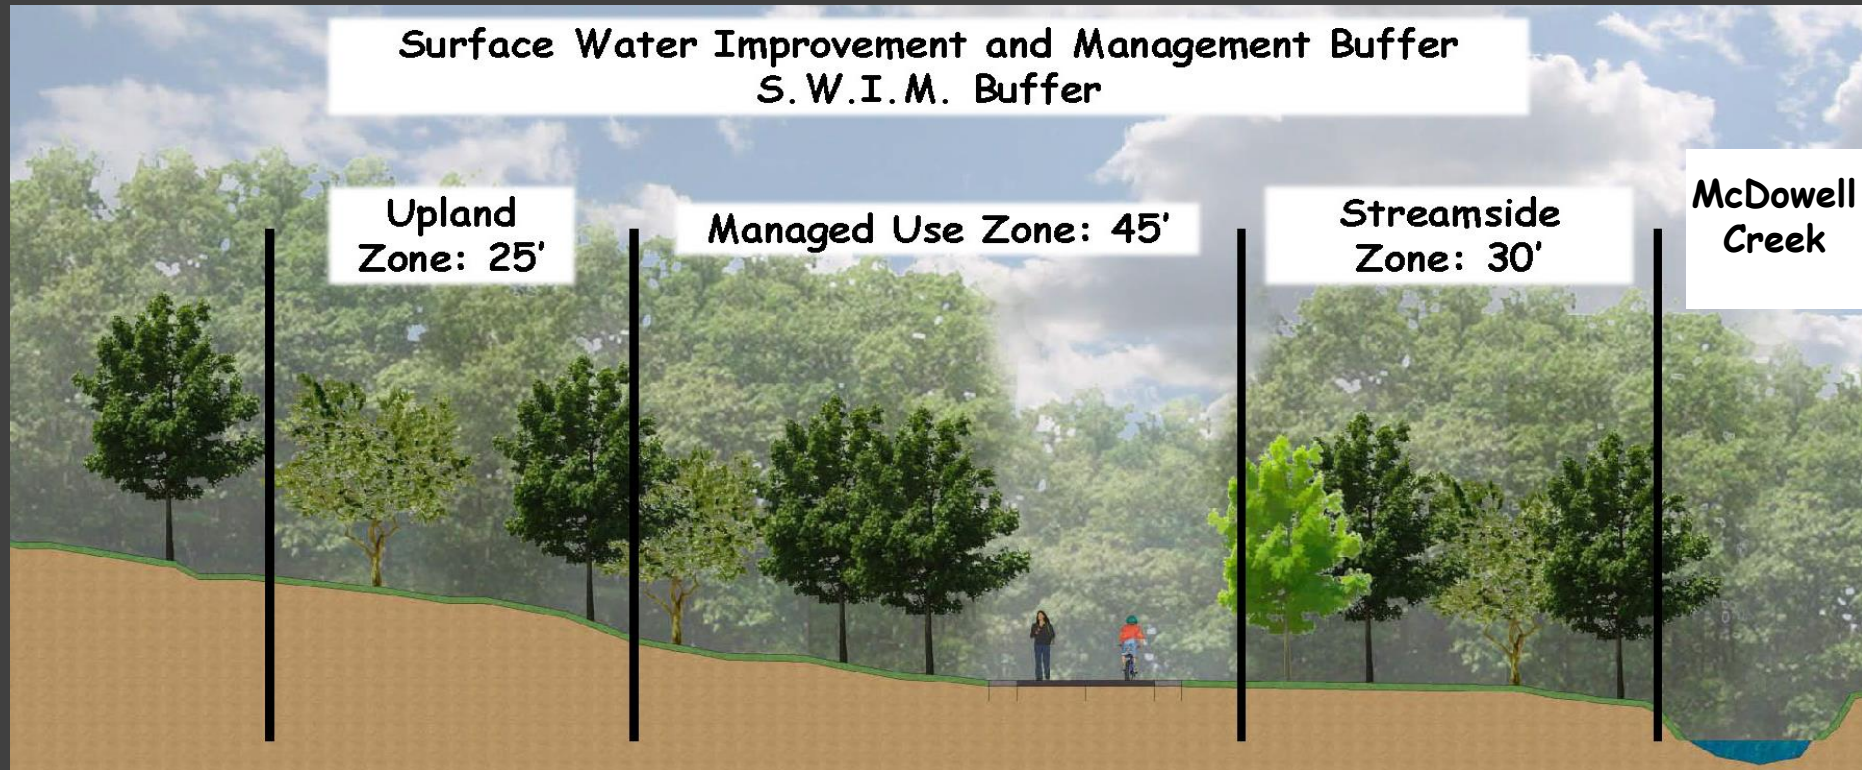 Surface Water Improvement and Management Buffer
S.W.I.M. Buffer
Upland
Zone: 25'
Managed Use Zone: 45'
Streamside
Zone: 30'
McDowell
Creek